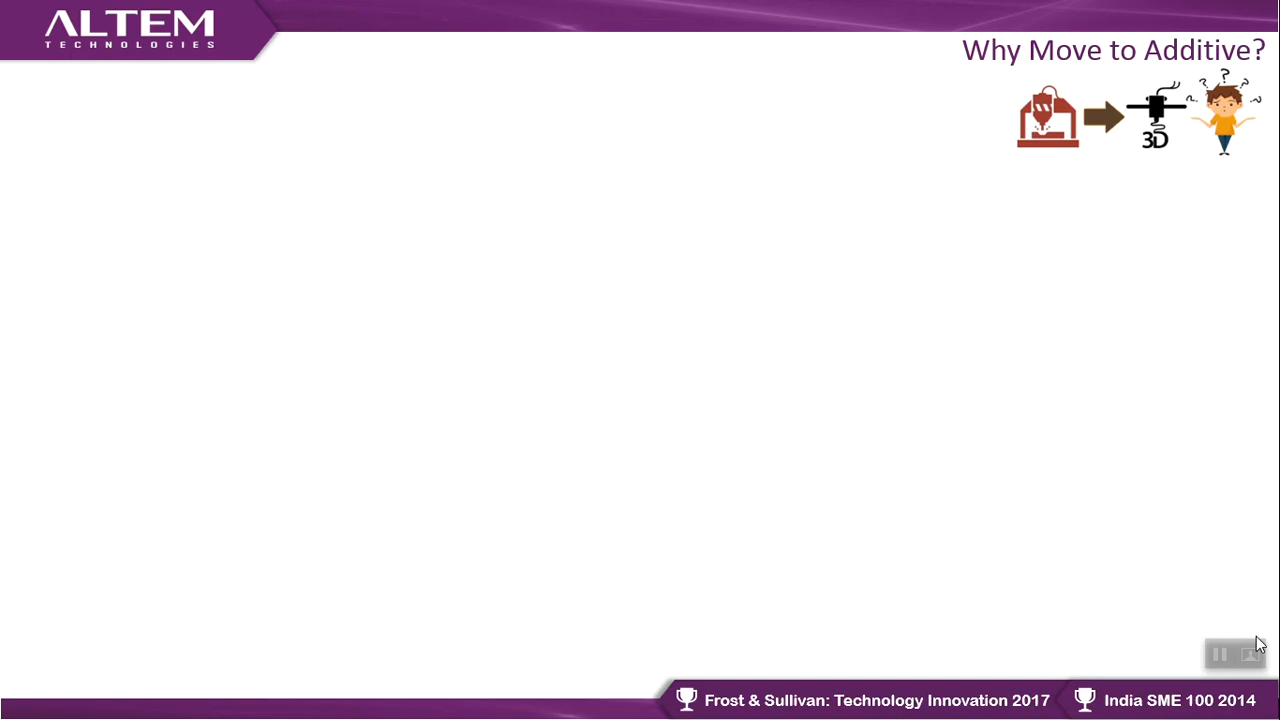 ALTEM
TECHNOLOGIES
Why Move to Additive?
? ? ? ? ?
3D
Frost & Sullivan: Technology Innovation 2017
India SME 100 2014